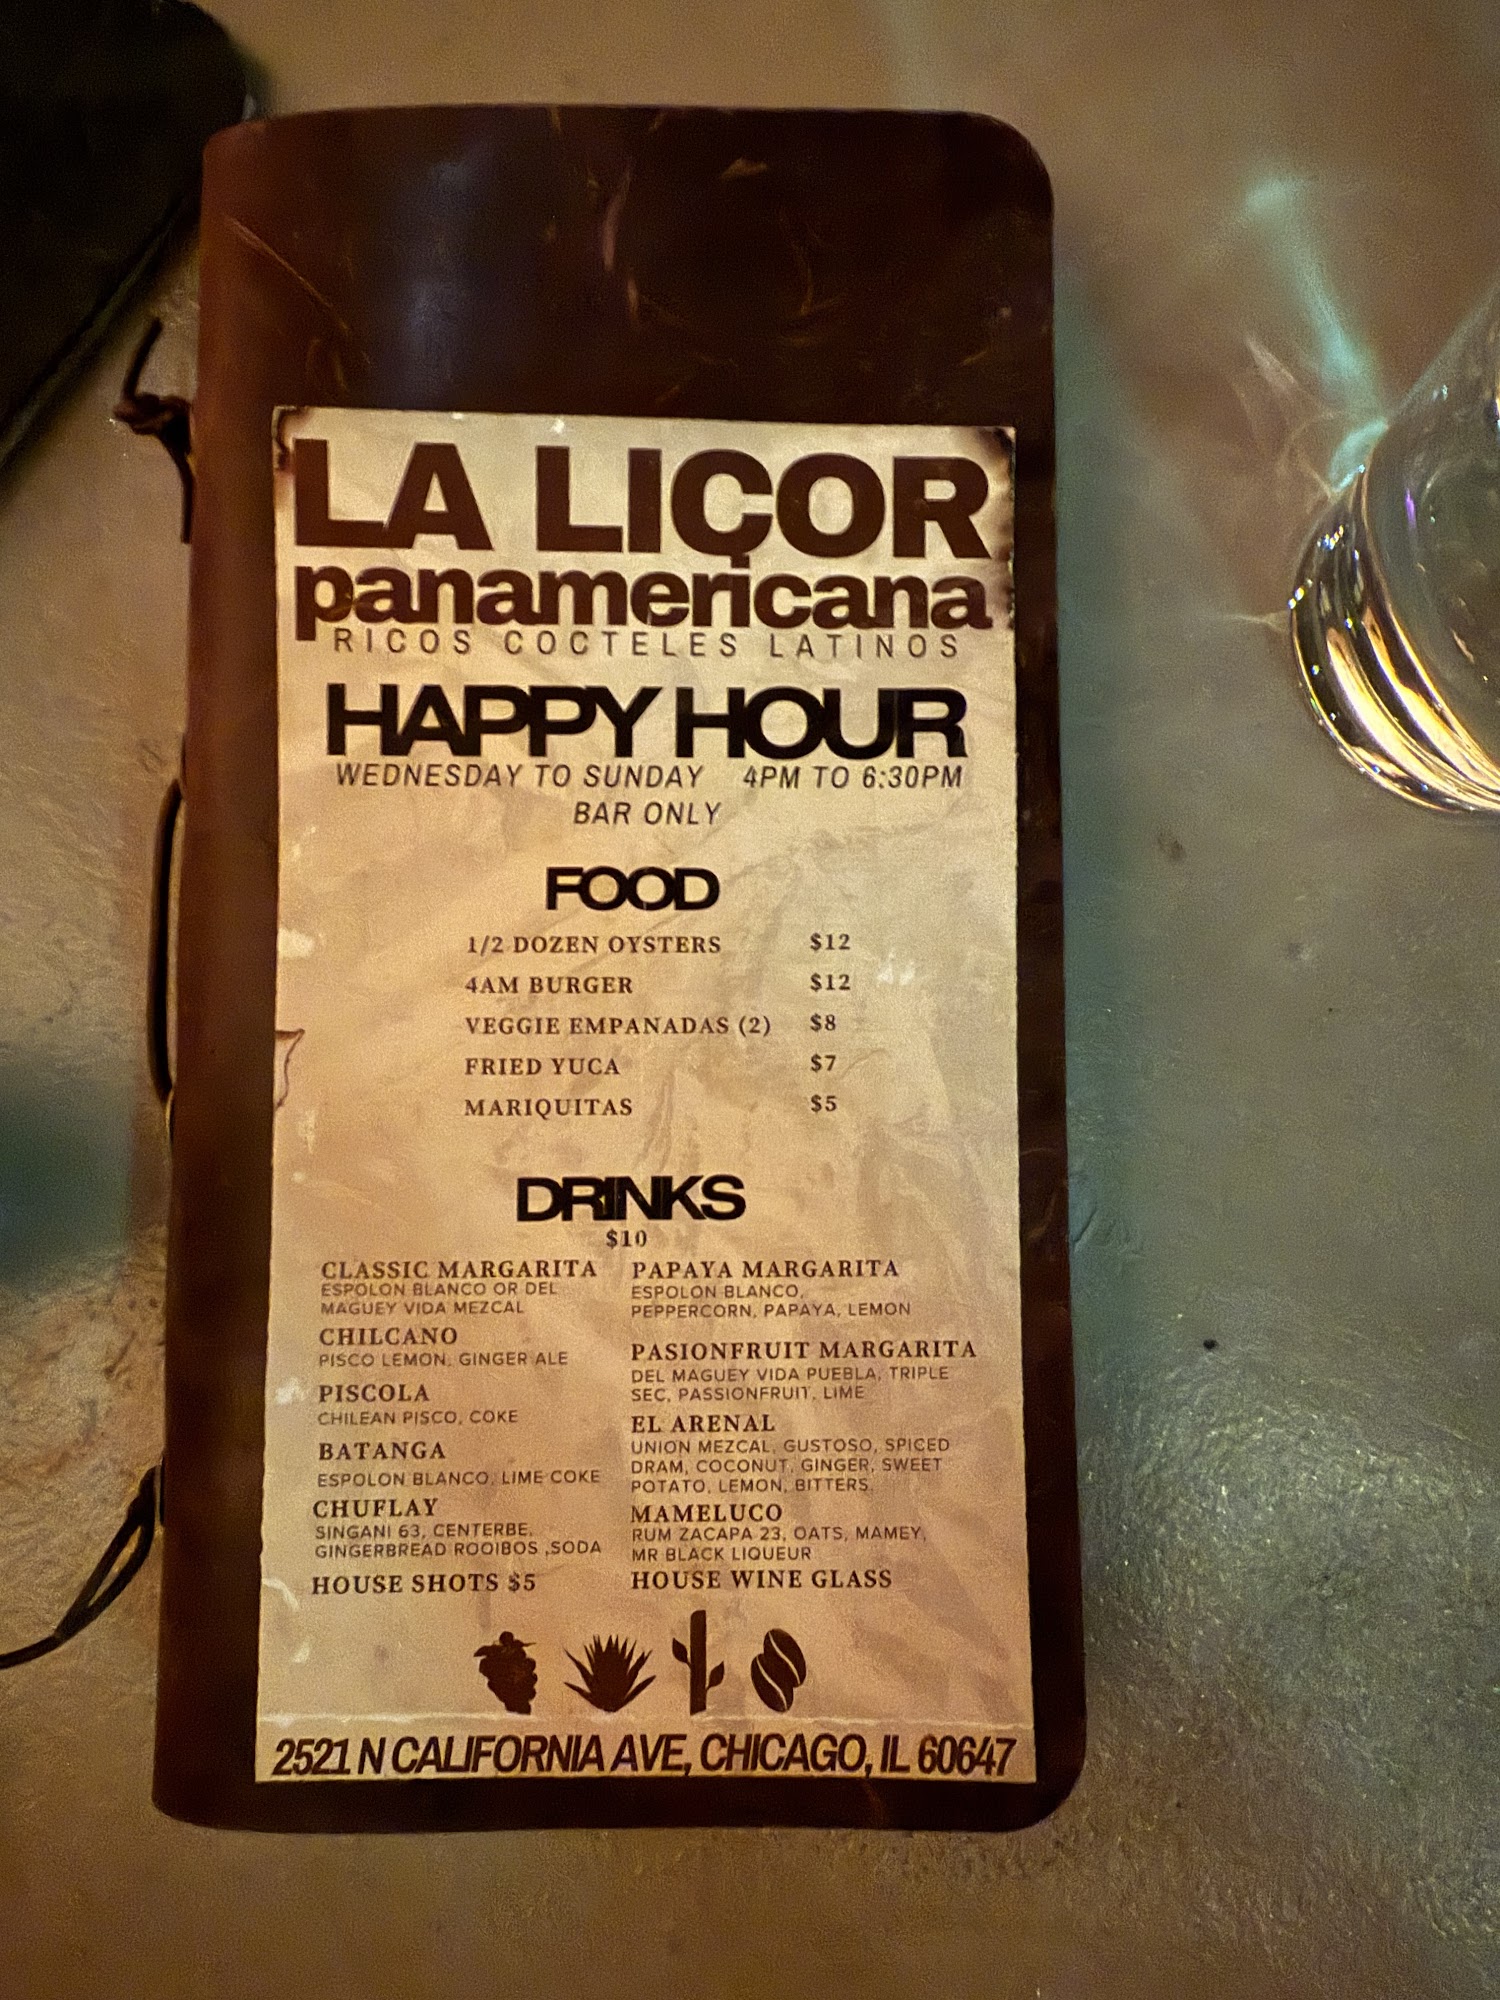 LA LIÇOR
panamericana
RICOS COCTELES LATINOS
HAPPY HOUR
WEDNESDAY TO SUNDAY 4PM TO 6:30PM
BAR ONLY
FOOD
1/2 DOZEN OYSTERS $12
4AM BURGER $12
VEGGIE EMPANADAS (2) $8
FRIED YUCA $7
MARIQUITAS $5
DRINKS
$10
CLASSIC MARGARITA
ESPOLON BLANCO OR DEL
MAGUEY VIDA MEZCAL
CHILCANO
PISCO LEMON, GINGER ALE
PISCOLA
CHILEAN PISCO, COKE
BATANGA
ESPOLON BLANCO, LIME COKE
CHUFLAY
SINGANI 63, CENTERBE,
GINGERBREAD ROOIBOS ,SODA
HOUSE SHOTS $5
PAPAYA MARGARITA
ESPOLON BLANCO,
PEPPERCORN, PAPAYA, LEMON
PASIONFRUIT MARGARITA
DEL MAGUEY VIDA PUEBLA, TRIPLE
SEC, PASSIONFRUIT, LIME
EL ARENAL
UNION MEZCAL, GUSTOSO, SPICED
DRAM, COCONUT, GINGER, SWEET
POTATO, LEMON, BITTERS,
MAMELUCO
RUM ZACAPA 23, OATS, MAMEY,
MR BLACK LIQUEUR
HOUSE WINE GLASS
2521 N CALIFORNIA AVE, CHICAGO, IL 60647